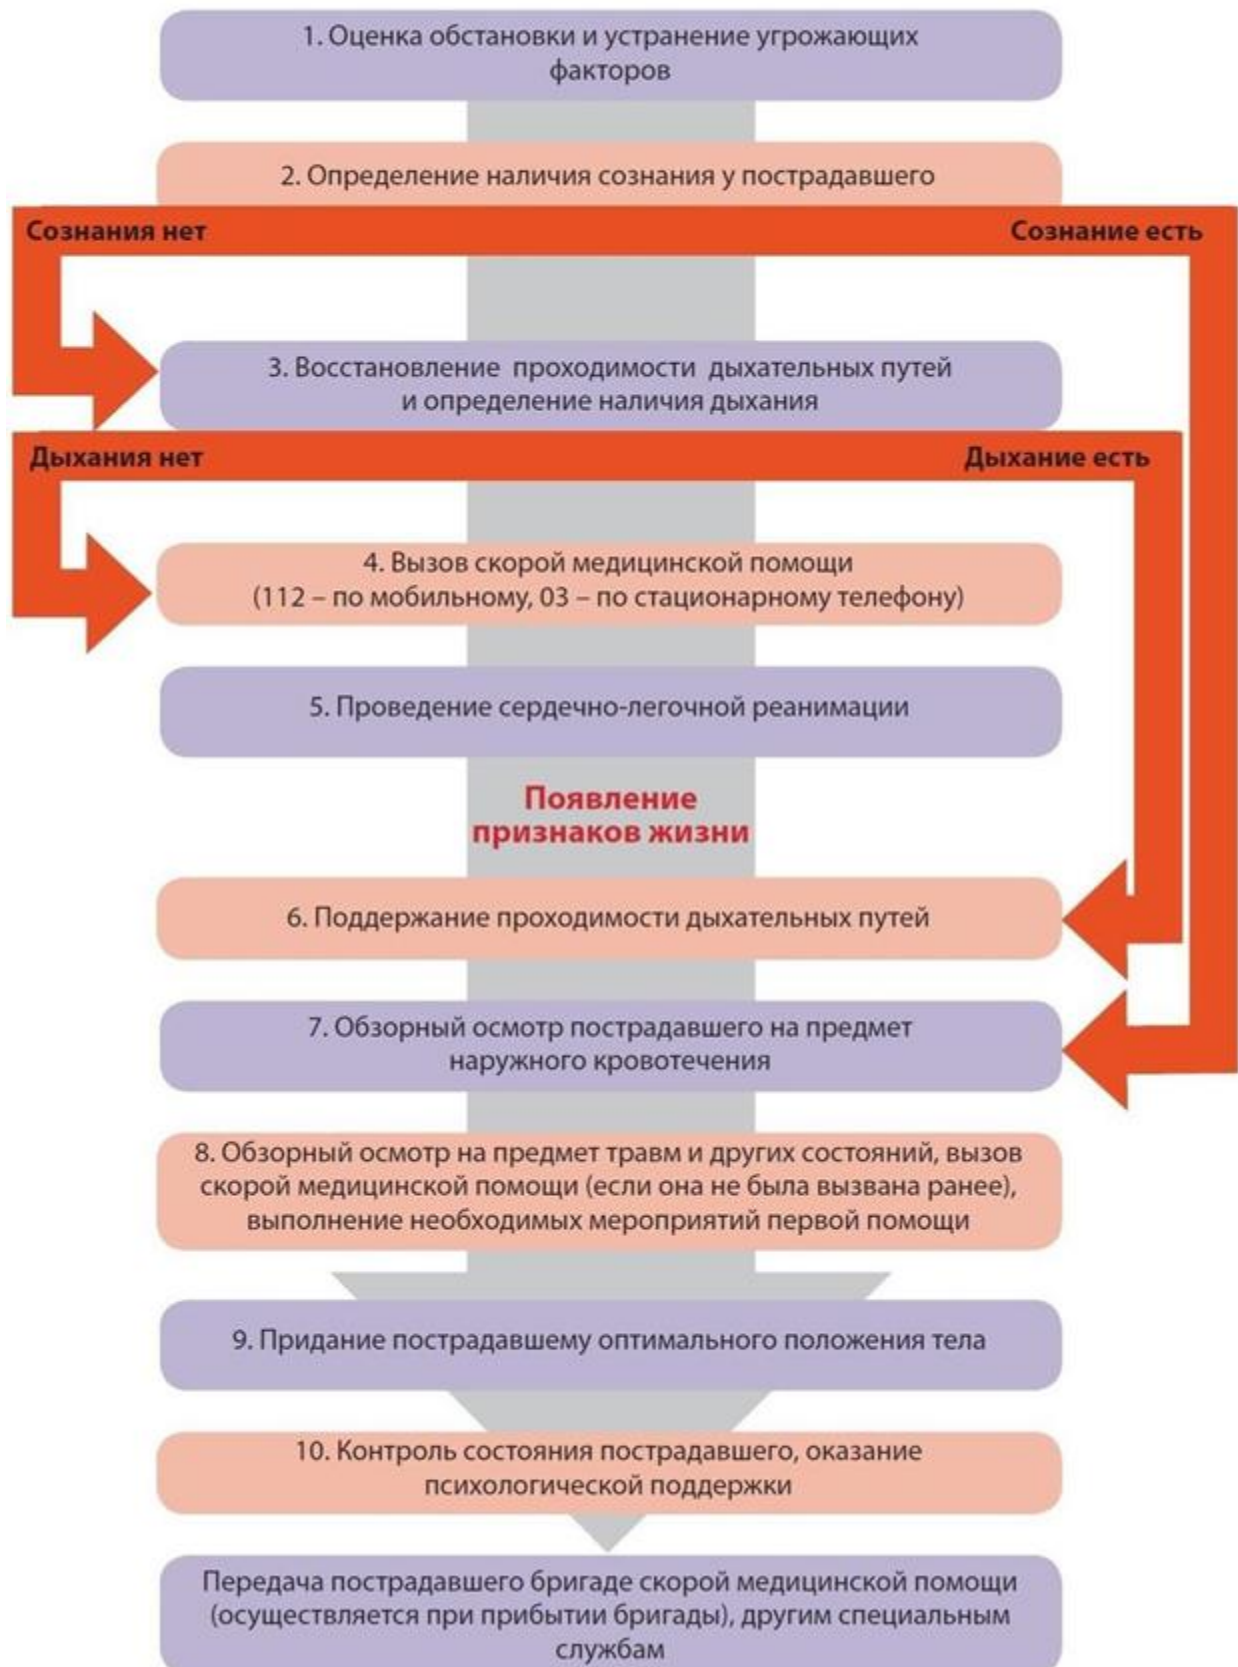 1. Оценка обстановки и устранение угрожающих
факторов
2. Определение наличия сознания у пострадавшего
Сознания нет
Сознание есть
3. Восстановление проходимости дыхательных путей
и определение наличия дыхания
Дыхания нет
Дыхание есть
4. Вызов скорой медицинской помощи
(112 – по мобильному, 03 – по стационарному телефону)
5. Проведение сердечно-легочной реанимации
Появление
признаков жизни
6. Поддержание проходимости дыхательных путей
7. Обзорный осмотр пострадавшего на предмет
наружного кровотечения
8. Обзорный осмотр на предмет травм и других состояний, вызов
скорой медицинской помощи (если она не была вызвана ранее),
выполнение необходимых мероприятий первой помощи
9. Придание пострадавшему оптимального положения тела
10. Контроль состояния пострадавшего, оказание
психологической поддержки
Передача пострадавшего бригаде скорой медицинской помощи
(осуществляется при прибытии бригады), другим специальным
службам